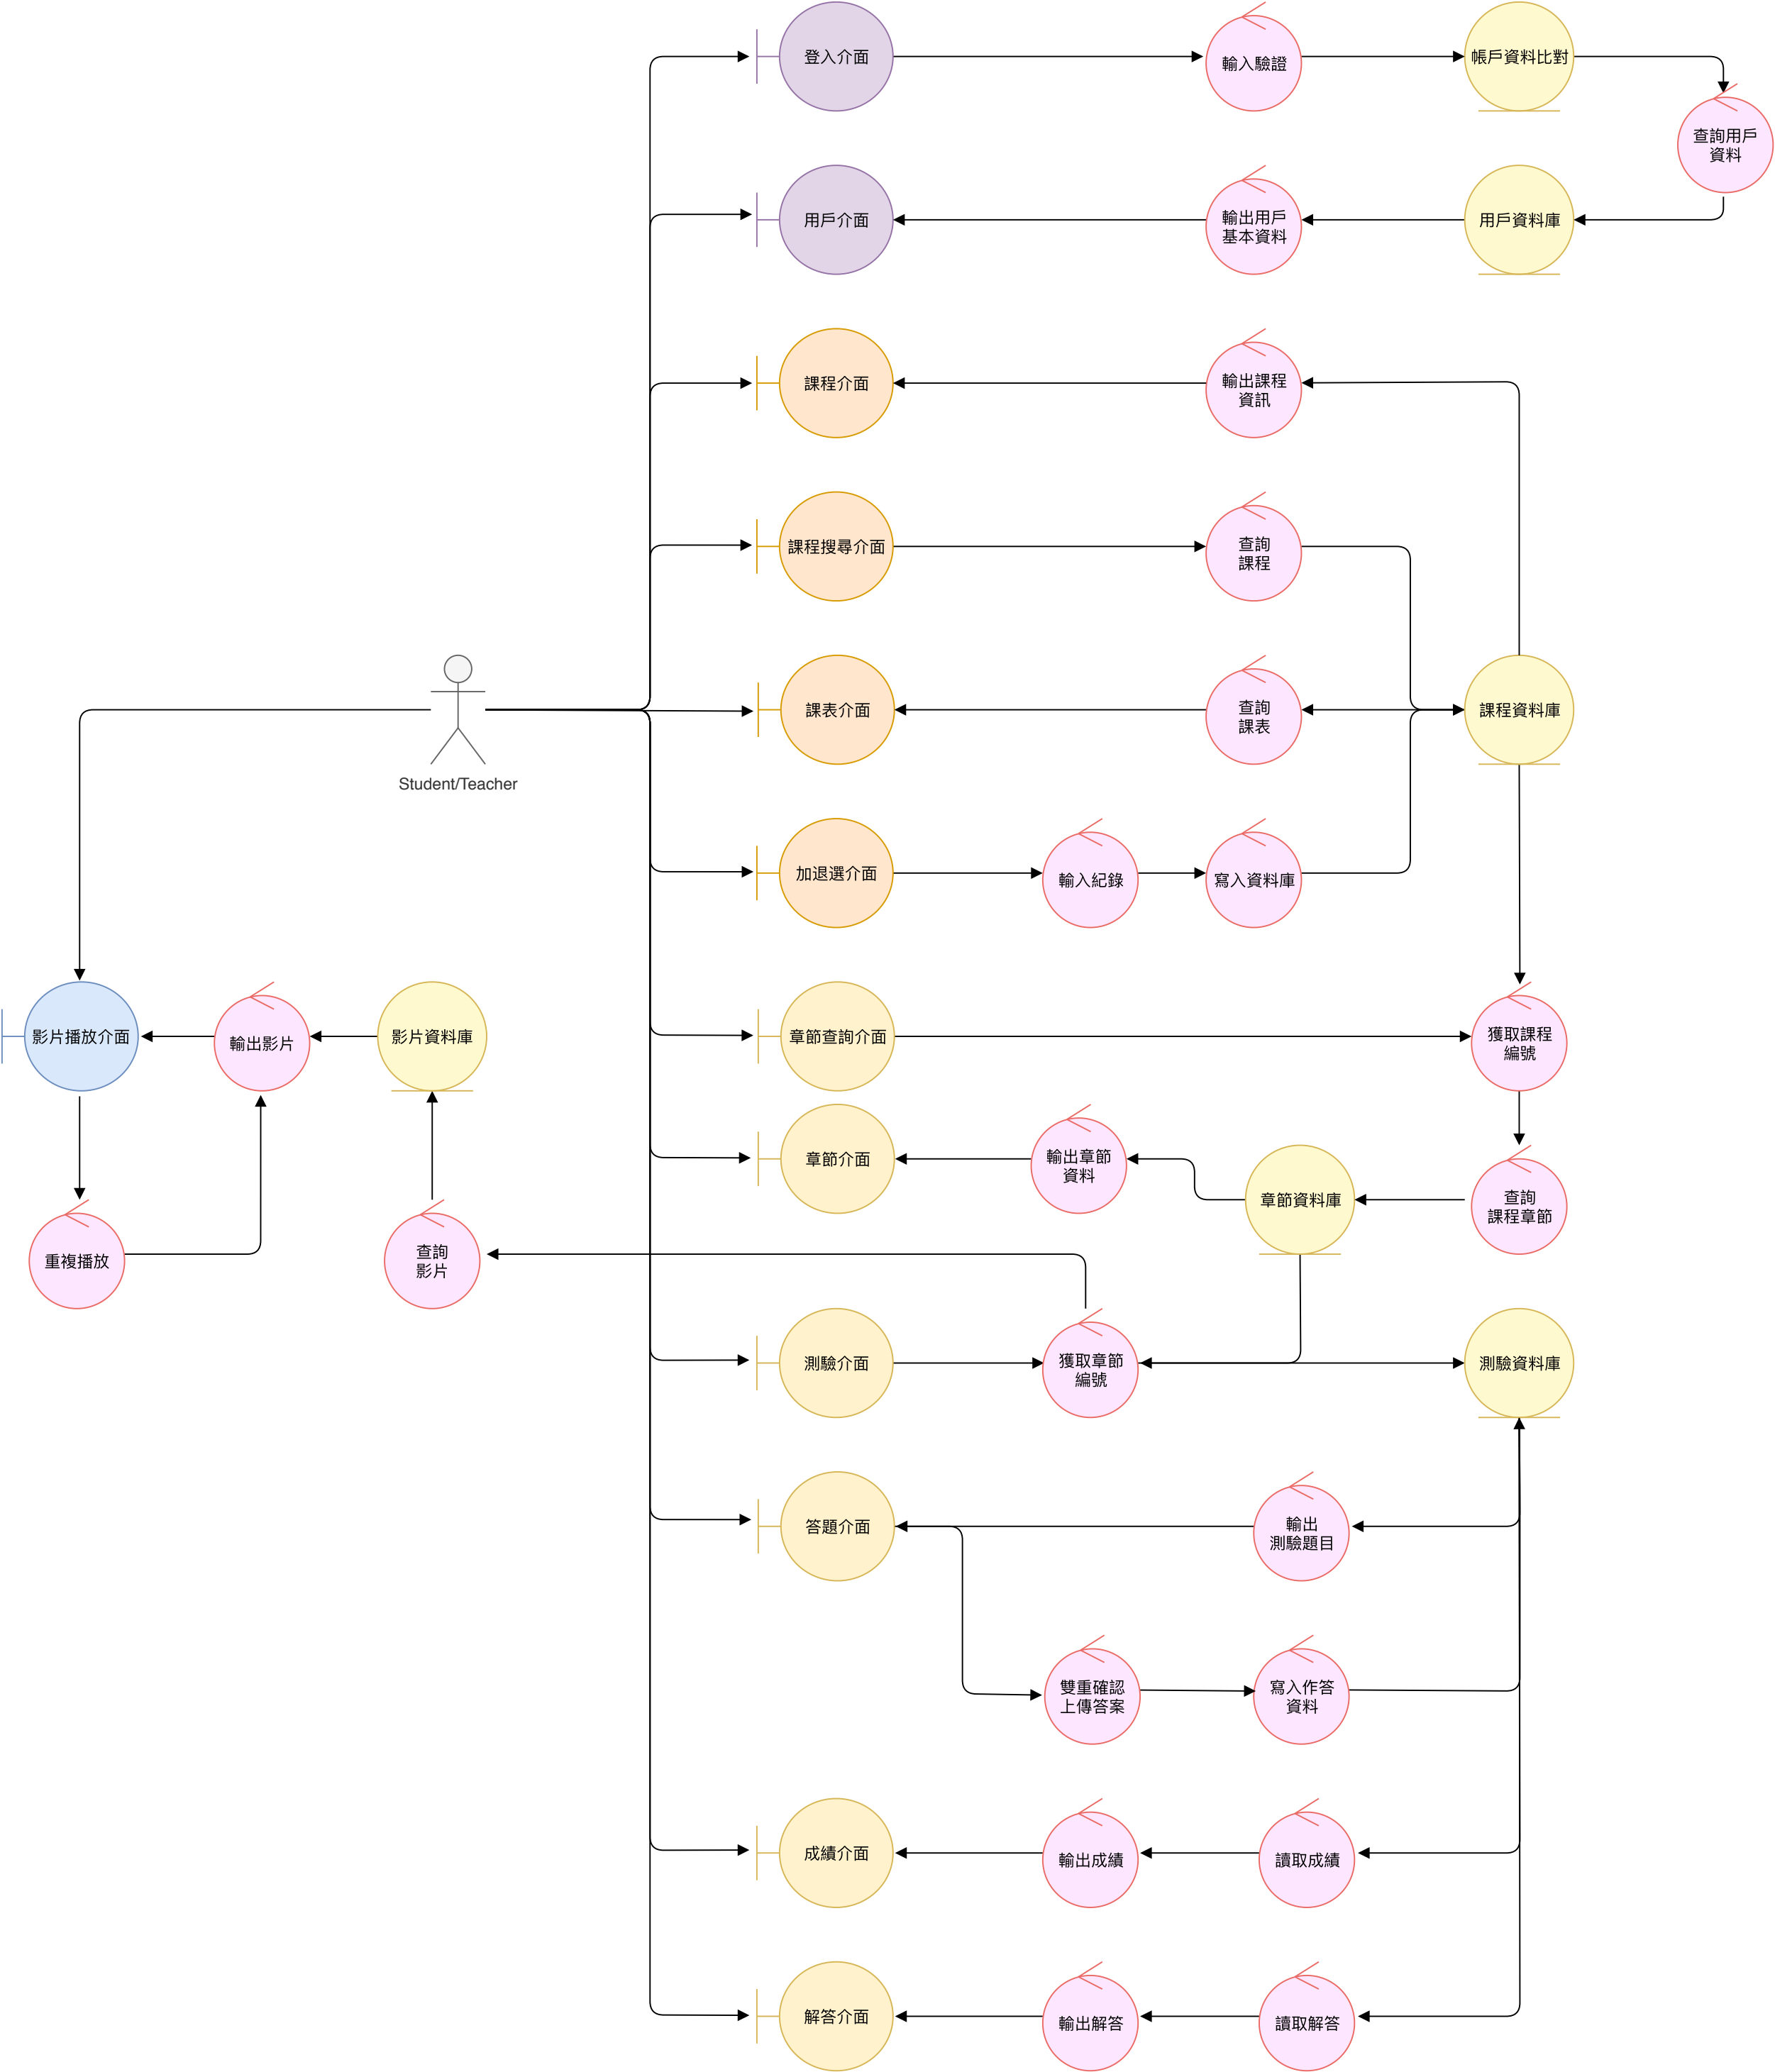 登入介面
輸入驗證
帳戶資料比對
查詢用戶
資料
用戶介面
輸出用戶
基本資料
用戶資料庫
課程介面
輸出課程
資訊
課程搜尋介面
查詢
課程
Student/Teacher
課表介面
查詢
課表
課程資料庫
加退選介面
輸入紀錄
寫入資料庫
影片播放介面
輸出影片
影片資料庫
章節查詢介面
獲取課程
編號
章節介面
輸出章節
資料
章節資料庫
查詢
課程章節
重複播放
查詢
影片
測驗介面
獲取章節
編號
測驗資料庫
答題介面
輸出
測驗題目
雙重確認
上傳答案
寫入作答
資料
成績介面
輸出成績
讀取成績
解答介面
輸出解答
讀取解答